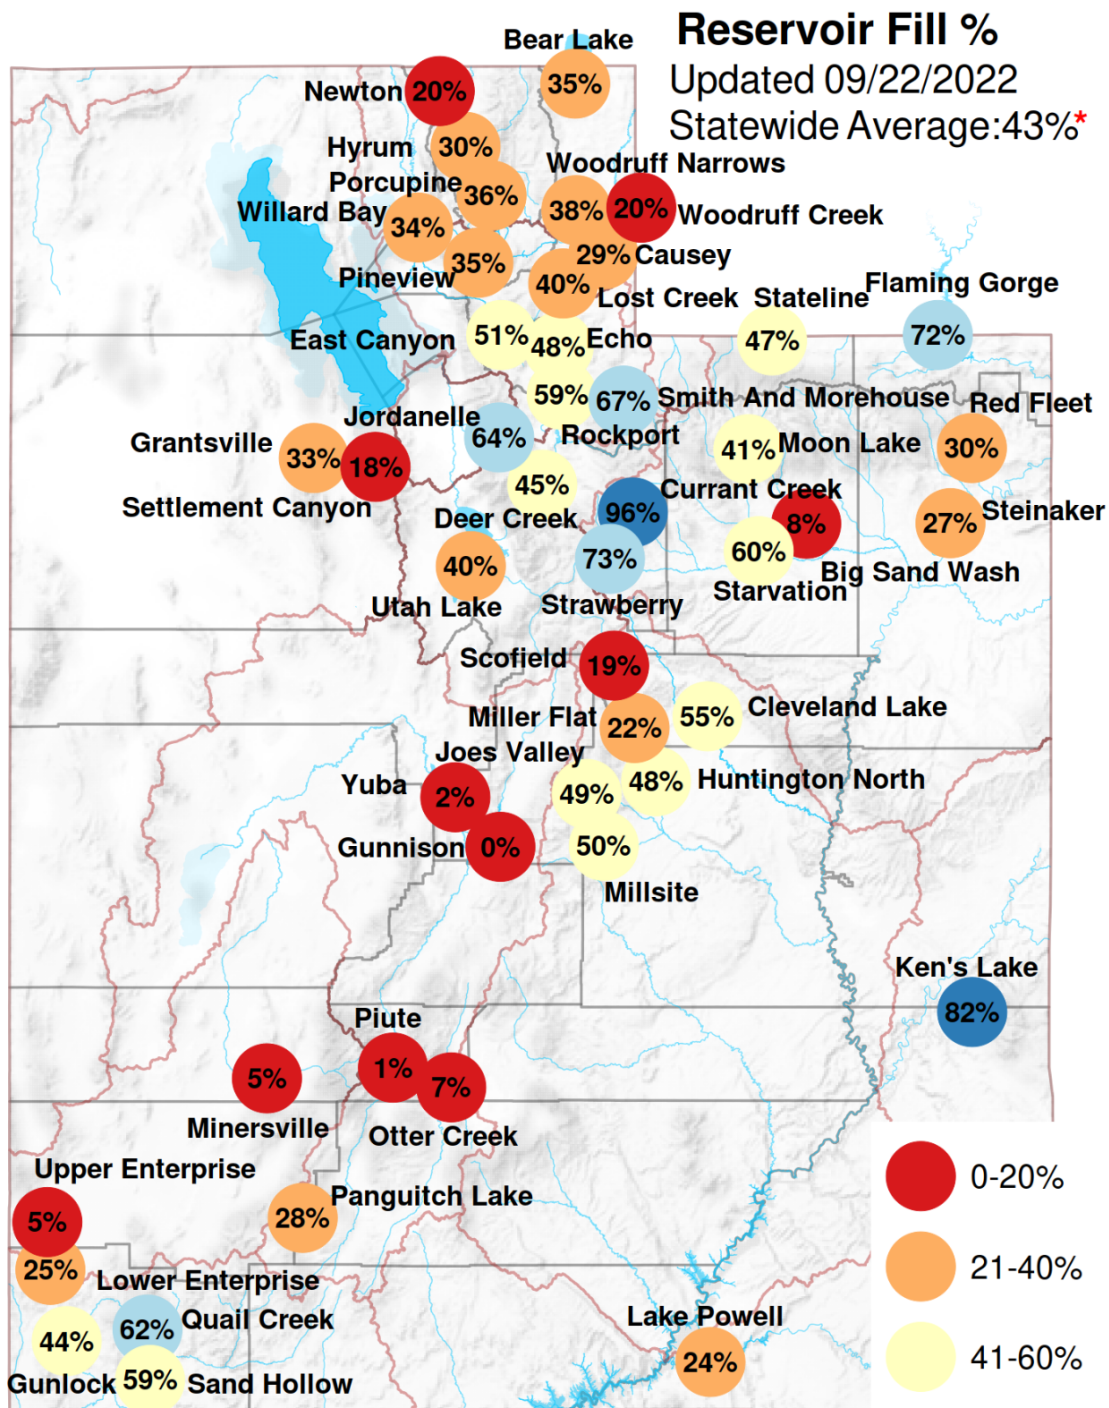 Reservoir Fill %
Updated 09/22/2022
Statewide Average:43%*
Bear Lake
35%
Newton
20%
Hyrum
30%
Porcupine
36%
Woodruff Narrows
38%
20%
Woodruff Creek
Willard Bay
34%
Pineview
35%
29%
Causey
40%
Lost Creek
Stateline
47%
Flaming Gorge
72%
East Canyon
51%
48%
Echo
59%
Rockport
67%
Smith And Morehouse
Jordanelle
64%
Grantsville
33%
18%
Settlement Canyon
41%
Moon Lake
Red Fleet
30%
45%
Deer Creek
Currant Creek
96%
8%
Big Sand Wash
27%
Steinaker
40%
Utah Lake
73%
Strawberry
60%
Starvation
Scofield
19%
Miller Flat
22%
55%
Cleveland Lake
Joes Valley
49%
48%
Huntington North
Yuba
2%
Gunnison
0%
50%
Millsite
Ken's Lake
82%
Piute
1%
7%
Otter Creek
5%
Minersville
Upper Enterprise
5%
Panguitch Lake
28%
25%
Lower Enterprise
62%
Quail Creek
44%
Gunlock
59%
Sand Hollow
Lake Powell
24%
0-20%
21-40%
41-60%